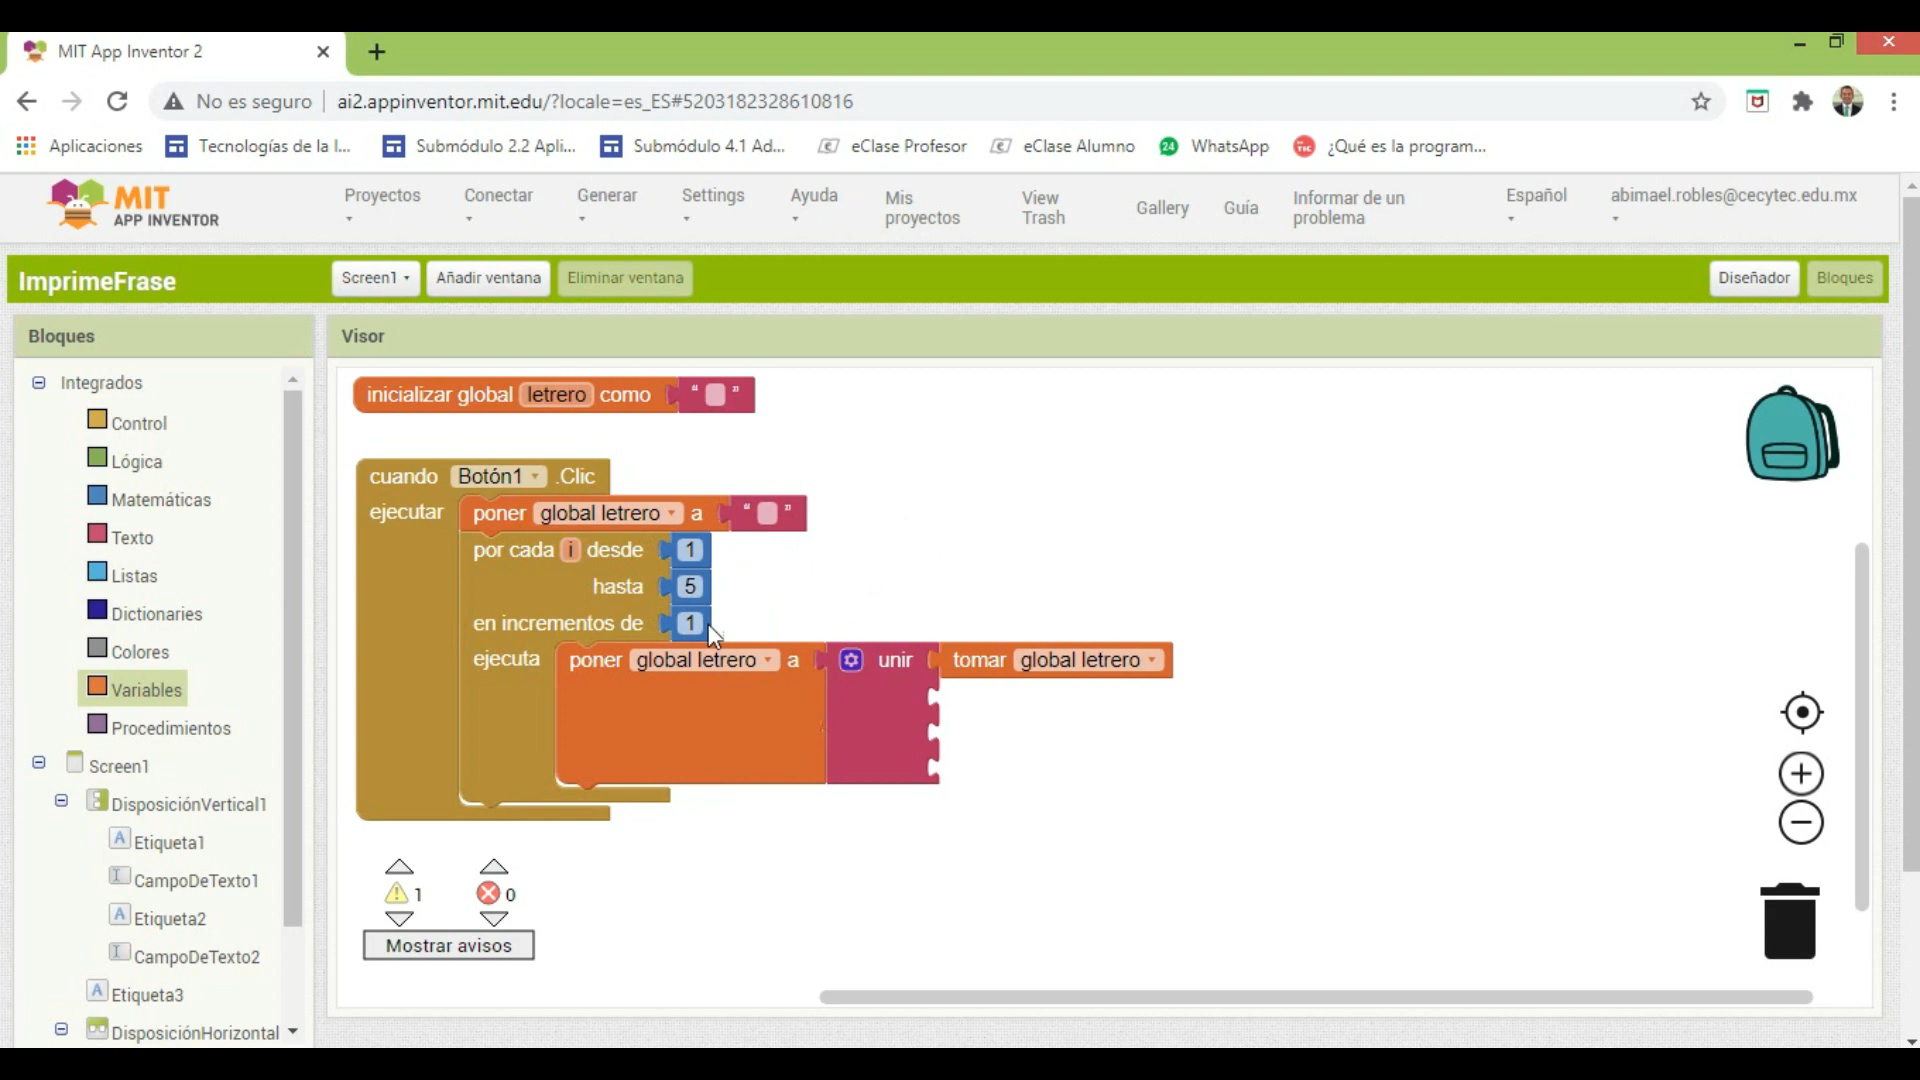 MIT App Inventor 2
No es seguro ai2.appinventor.mit.edu/?locale=es_ES#5203182328610816
Aplicaciones Tecnologías de la I... Submódulo 2.2 Apli... Submódulo 4.1 Ad... eClase Profesor eClase Alumno 24 WhatsApp TIC ¿Qué es la program...
MIT
APP INVENTOR
Proyectos Conectar Generar Settings Ayuda Mis proyectos View Trash Gallery Guía Informar de un problema Español abimael.robles@cecytec.edu.mx
ImprimeFrase Screen1 Añadir ventana Eliminar ventana Diseñador Bloques
Bloques
Integrados
Control
Lógica
Matemáticas
Texto
Listas
Dictionaries
Colores
Variables
Procedimientos
Screen1
DisposiciónVertical1
A Etiqueta1
I CampoDeTexto1
A Etiqueta2
I CampoDeTexto2
A Etiqueta3
DisposiciónHorizontal
Visor
inicializar global letrero como “ ”
cuando Botón1 .Clic
ejecutar poner global letrero a “ ”
por cada i desde 1
hasta 5
en incrementos de 1
ejecuta poner global letrero a unir tomar global letrero
1 0
Mostrar avisos